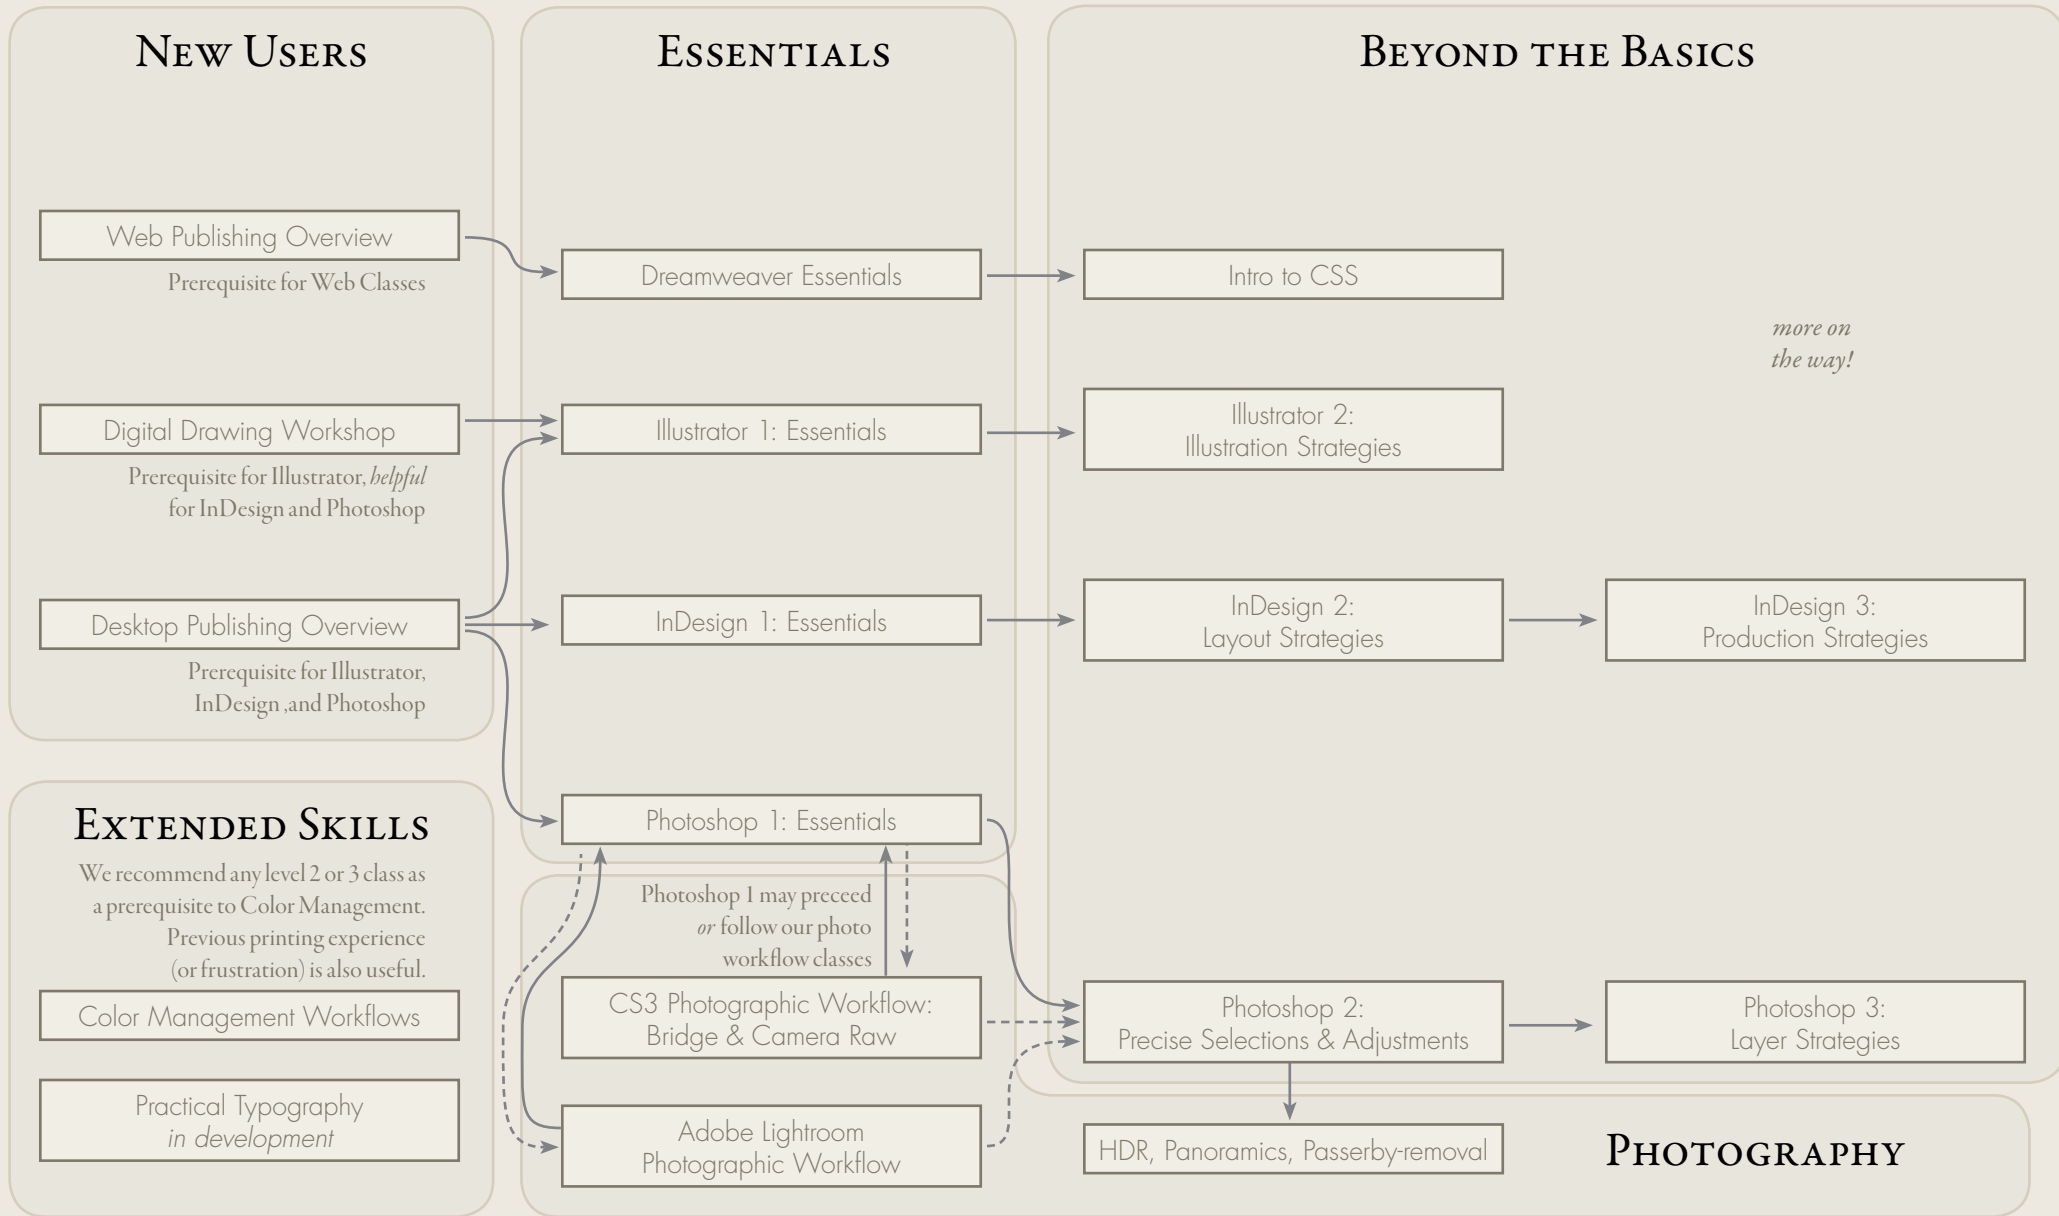 New Users
Web Publishing Overview
Prerequisite for Web Classes
Digital Drawing Workshop
Prerequisite for Illustrator, helpful
for InDesign and Photoshop
Desktop Publishing Overview
Prerequisite for Illustrator,
InDesign ,and Photoshop
Extended Skills
We recommend any level 2 or 3 class as
a prerequisite to Color Management.
Previous printing experience
(or frustration) is also useful.
Color Management Workflows
Practical Typography
in development
Essentials
Dreamweaver Essentials
Illustrator 1: Essentials
InDesign 1: Essentials
Photoshop 1: Essentials
Photoshop 1 may preceed
or follow our photo
workflow classes
CS3 Photographic Workflow:
Bridge & Camera Raw
Adobe Lightroom
Photographic Workflow
Beyond the Basics
Intro to CSS
more on
the way!
Illustrator 2:
Illustration Strategies
InDesign 2:
Layout Strategies
InDesign 3:
Production Strategies
Photoshop 2:
Precise Selections & Adjustments
Photoshop 3:
Layer Strategies
HDR, Panoramics, Passerby-removal
Photography